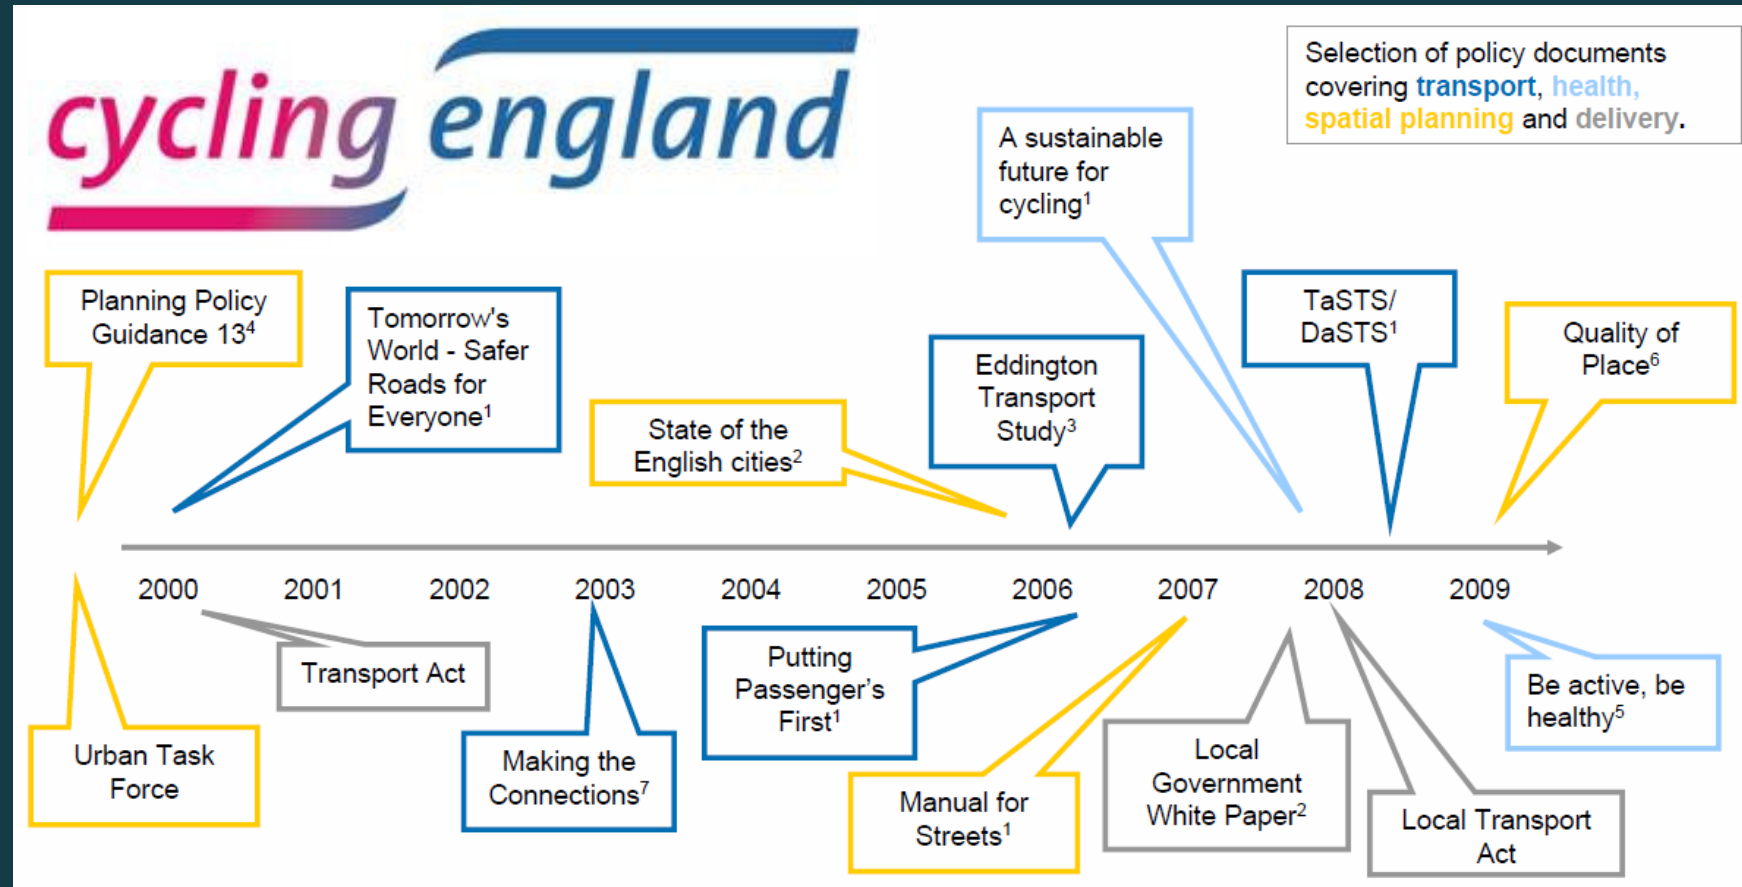 cycling england
Selection of policy documents
covering transport, health,
spatial planning and delivery.
A sustainable
future for
cycling¹
Planning Policy
Guidance 13⁴
Tomorrow's
World - Safer
Roads for
Everyone¹
State of the
English cities²
Eddington
Transport
Study³
TaSTS/
DaSTS¹
Quality of
Place⁶
2000 2001 2002 2003 2004 2005 2006 2007 2008 2009
Urban Task
Force
Transport Act
Making the
Connections⁷
Putting
Passenger’s
First¹
Manual for
Streets¹
Local
Government
White Paper²
Local Transport
Act
Be active, be
healthy⁵